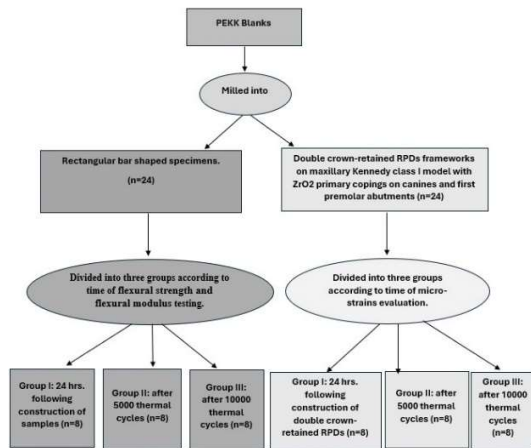 PEKK Blanks
Milled into
Rectangular bar shaped specimens.
(n=24)
Double crown-retained RPDs frameworks
on maxillary Kennedy class I model with
ZrO2 primary copings on canines and first
premolar abutments (n=24)
Divided into three groups according to
time of flexural strength and
flexural modulus testing.
Divided into three groups
according to time of micro-
strains evaluation.
Group I: 24 hrs.
following
construction of
samples (n=8)
Group II: after
5000 thermal
cycles (n=8)
Group III: after
10000 thermal
cycles (n=8)
Group I: 24 hrs.
following construction
of double crown-
retained RPDs (n=8)
Group II: after
5000 thermal
cycles (n=8)
Group III: after
10000 thermal
cycles (n=8)